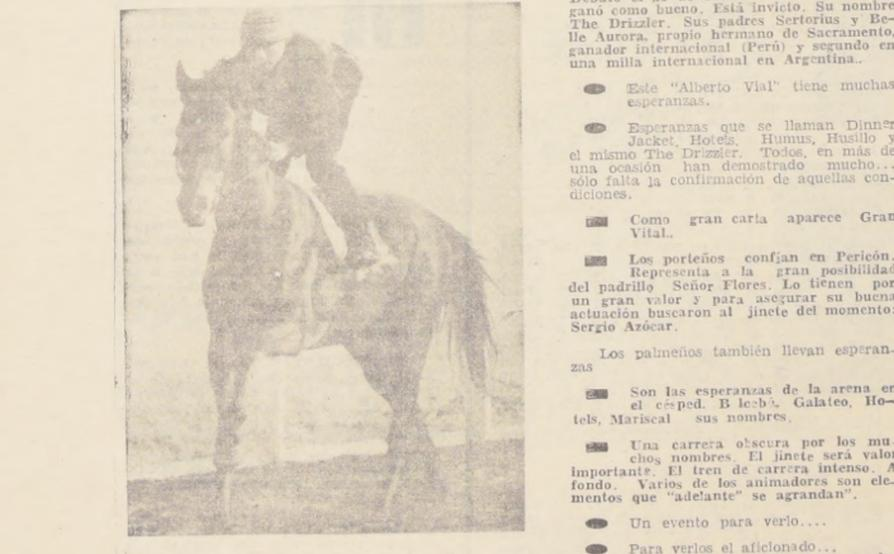 ganó como bueno. Está invicto. Su nombre
The Drizzler. Sus padres Sertorius y Be-
lle Aurora, propio hermano de Sacramento,
ganador internacional (Perú) y segundo en
una milla internacional en Argentina..
Este "Alberto Vial" tiene muchas
esperanzas.
Esperanzas que se llaman Dinner
Jacket, Hotels, Humus, Husillo y
el mismo The Drizzler. Todos, en más de
una ocasión han demostrado mucho...
sólo falta la confirmación de aquellas con-
diciones.
Como gran carta aparece Gran
Vital..
Los porteños confían en Pericón.
Representa a la gran posibilidad
del padrillo Señor Flores. Lo tienen por
un gran valor y para asegurar su buena
actuación buscaron al jinete del momento:
Sergio Azócar.
Los palmeños también llevan esperan-
zas
Son las esperanzas de la arena en
el césped. Galateo, Ho-
tels, Mariscal sus nombres.
Una carrera obscura por los mu-
chos nombres. El jinete será valor
importante. El tren de carrera intenso. A
fondo. Varios de los animadores son ele-
mentos que "adelante" se agrandan".
Un evento para verlo....
Para verlos el aficionado...